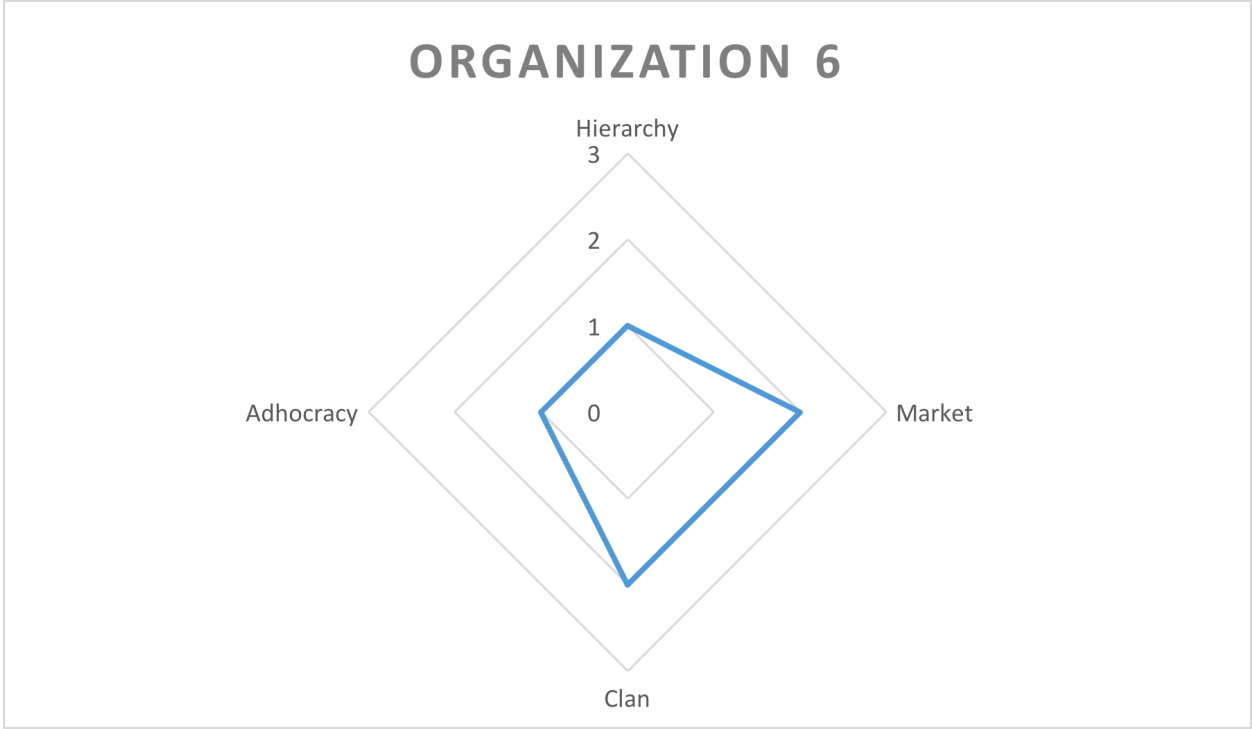 ORGANIZATION 6
Hierarchy
3
2
1
0
Adhocracy
Market
Clan